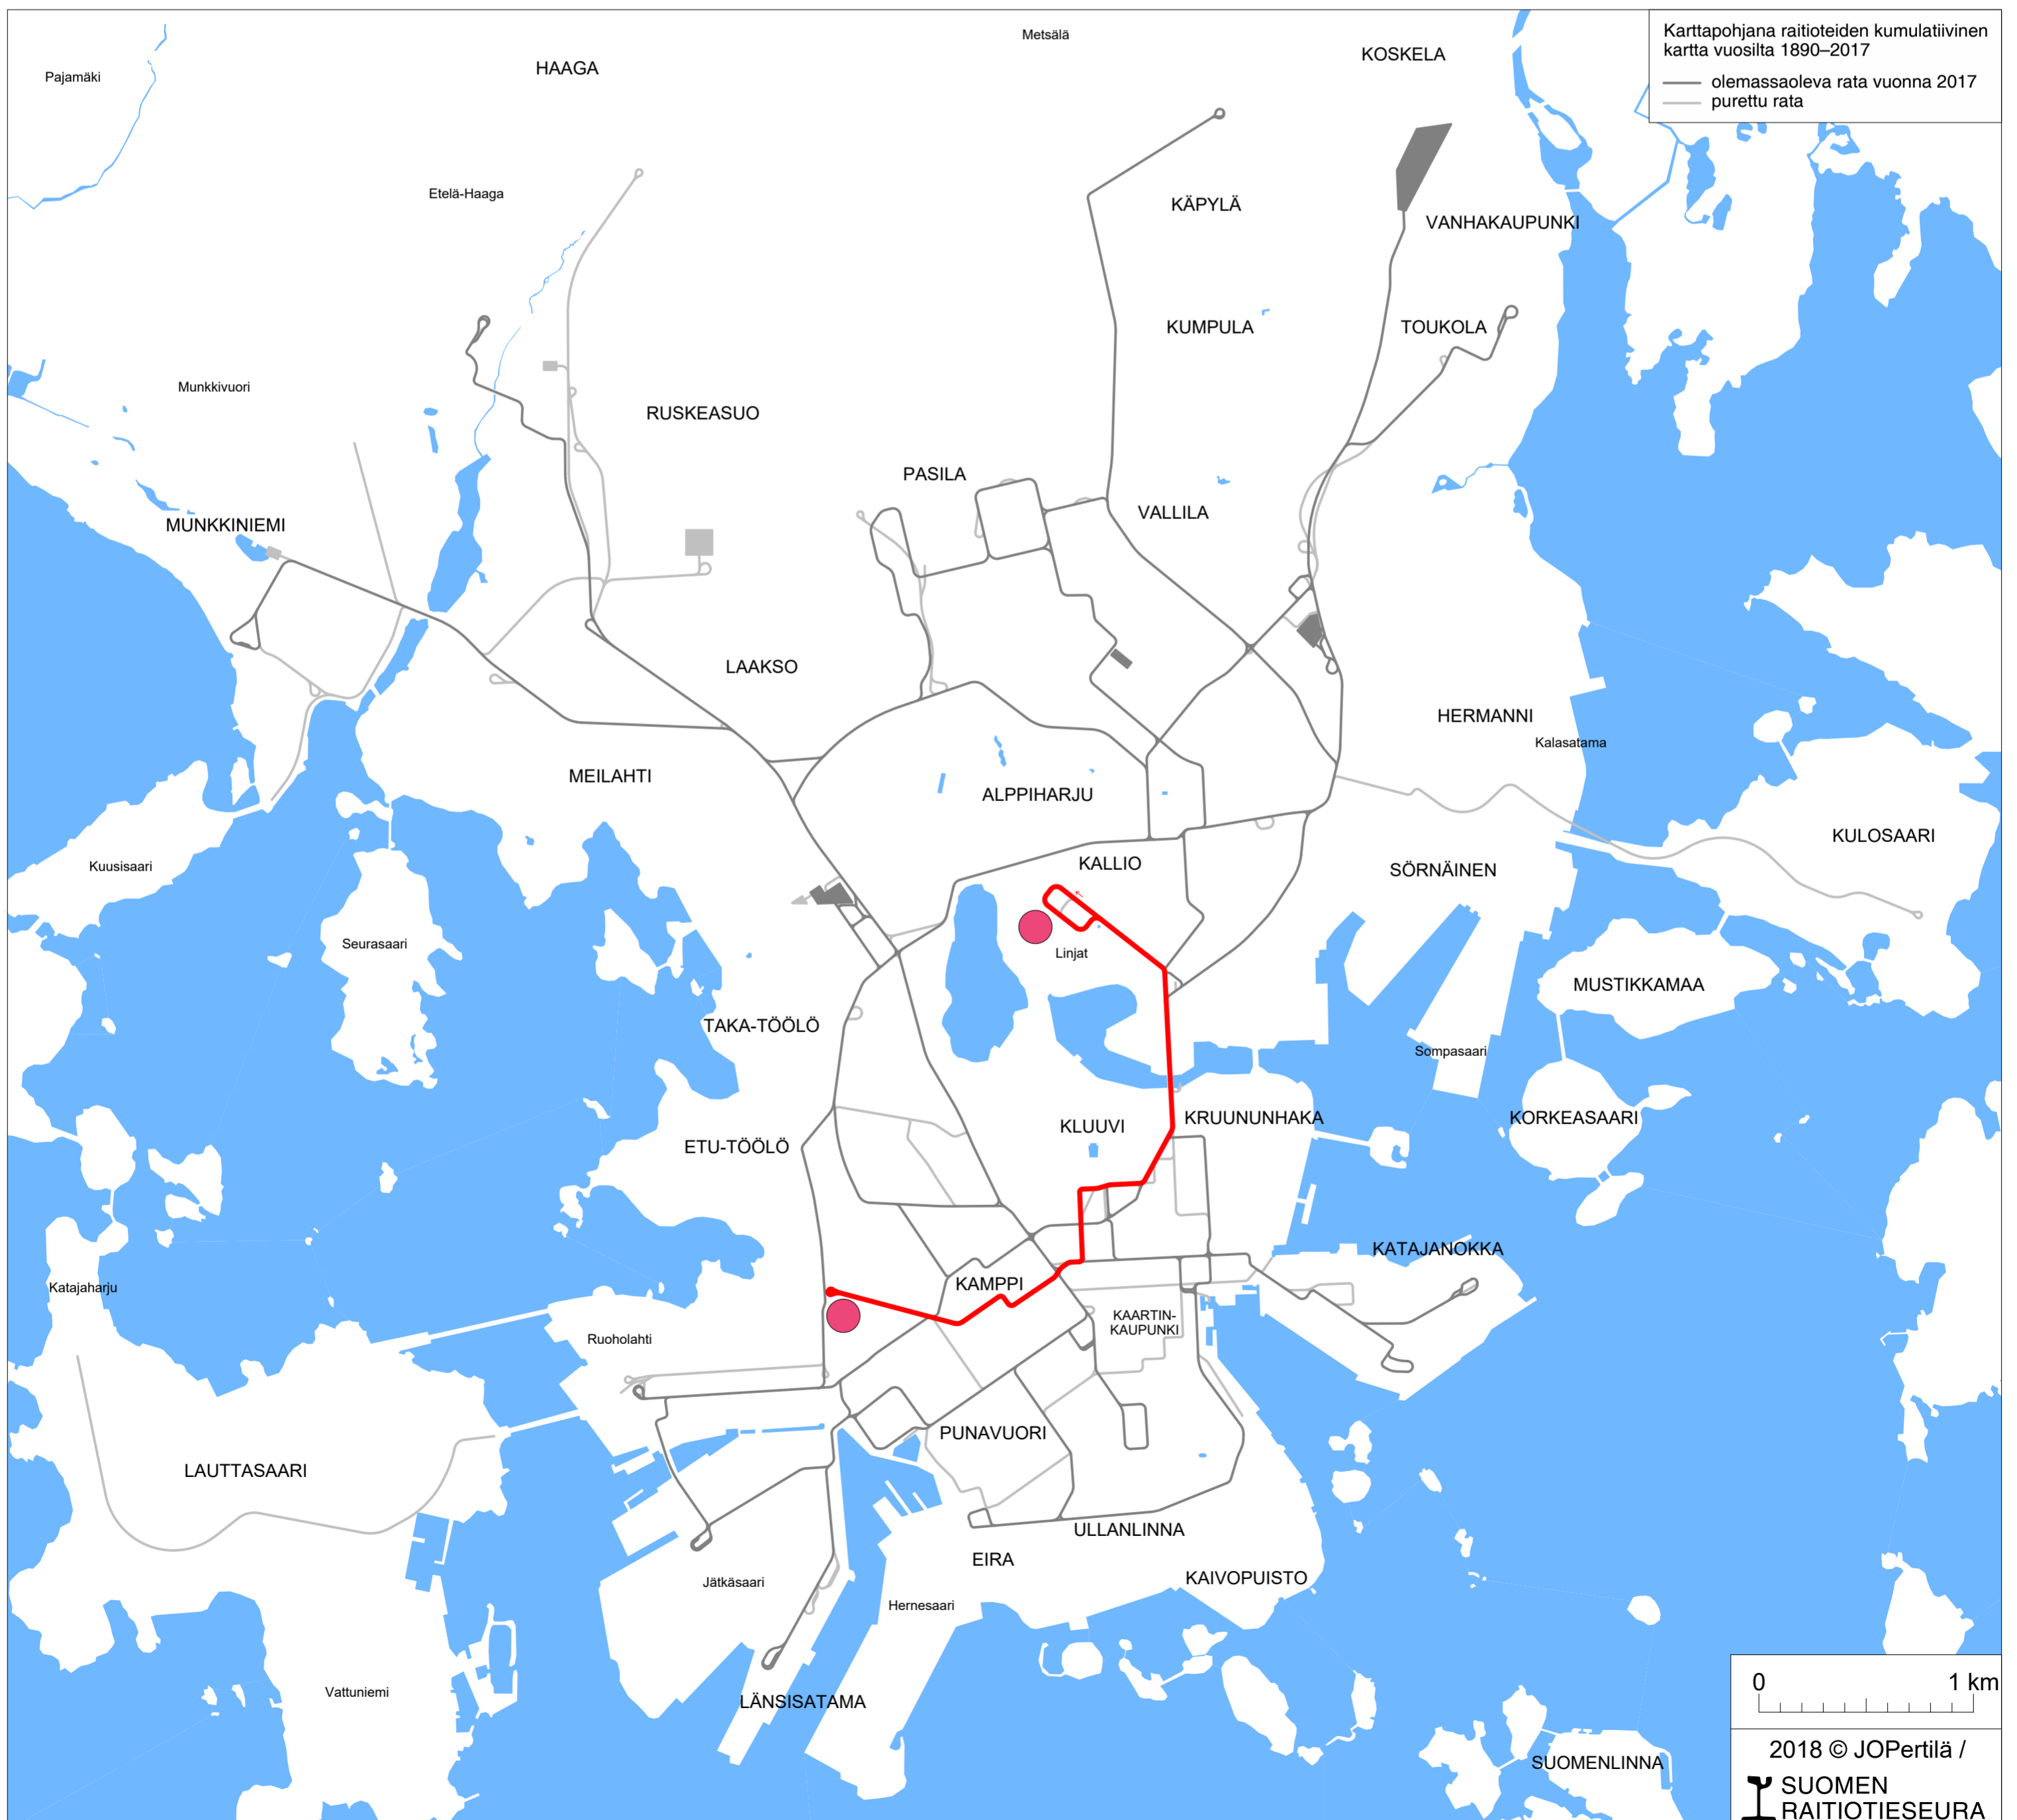 Karttapohjana raitioteiden kumulatiivinen
kartta vuosilta 1890–2017
olemassaoleva rata vuonna 2017
purettu rata
Metsälä
KOSKELA
HAAGA
Pajamäki
Etelä-Haaga
KÄPYLÄ
VANHAKAUPUNKI
KUMPULA
TOUKOLA
Munkkivuori
RUSKEASUO
PASILA
VALLILA
MUNKKINIEMI
LAAKSO
HERMANNI
Kalasatama
MEILAHTI
ALPPIHARJU
KULOSAARI
Kuusisaari
KALLIO
SÖRNÄINEN
Seurasaari
Linjat
MUSTIKKAMAA
TAKA-TÖÖLÖ
Sompasaari
KLUUVI
KRUUNUNHAKA
KORKEASAARI
ETU-TÖÖLÖ
KATAJANOKKA
Katajaharju
KAMPPI
KAARTIN-
KAUPUNKI
Ruoholahti
PUNAVUORI
LAUTTASAARI
ULLANLINNA
EIRA
Jätkäsaari
KAIVOPUISTO
Hernesaari
Vattuniemi
LÄNSISATAMA
0 1 km
SUOMENLINNA
2018 © JOPertilä /
SUOMEN
RAITIOTIESEURA